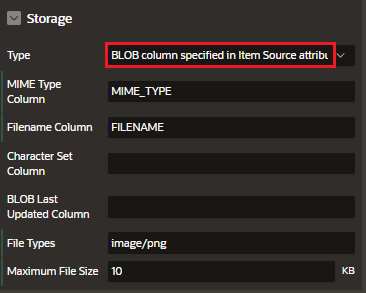 Storage
Type
BLOB column specified in Item Source attribu
MIME Type
Column
MIME_TYPE
Filename Column
FILENAME
Character Set
Column
BLOB Last
Updated Column
File Types
image/png
Maximum File Size
10
KB